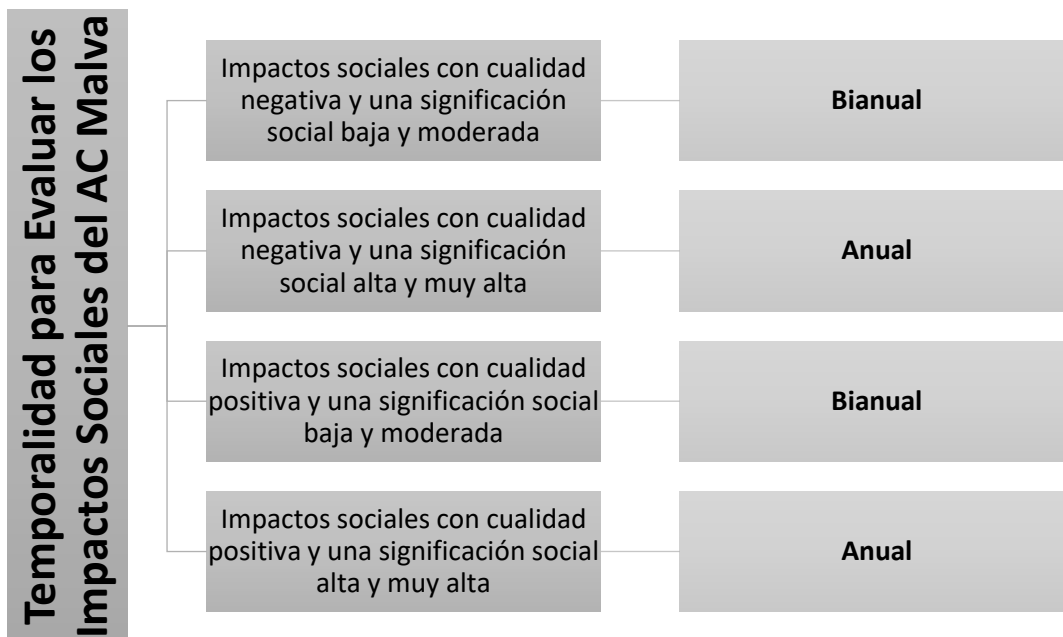 Temporalidad para Evaluar los
Impactos Sociales del AC Malva
Impactos sociales con cualidad
negativa y una significación
social baja y moderada
Bianual
Impactos sociales con cualidad
negativa y una significación
social alta y muy alta
Anual
Impactos sociales con cualidad
positiva y una significación social
baja y moderada
Bianual
Impactos sociales con cualidad
positiva y una significación social
alta y muy alta
Anual